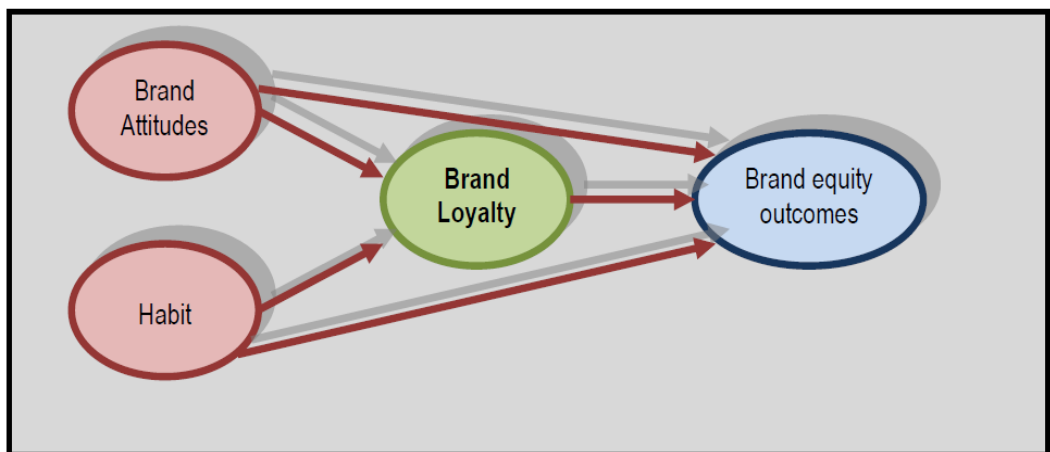 Brand
Attitudes
Brand
Loyalty
Brand equity
outcomes
Habit